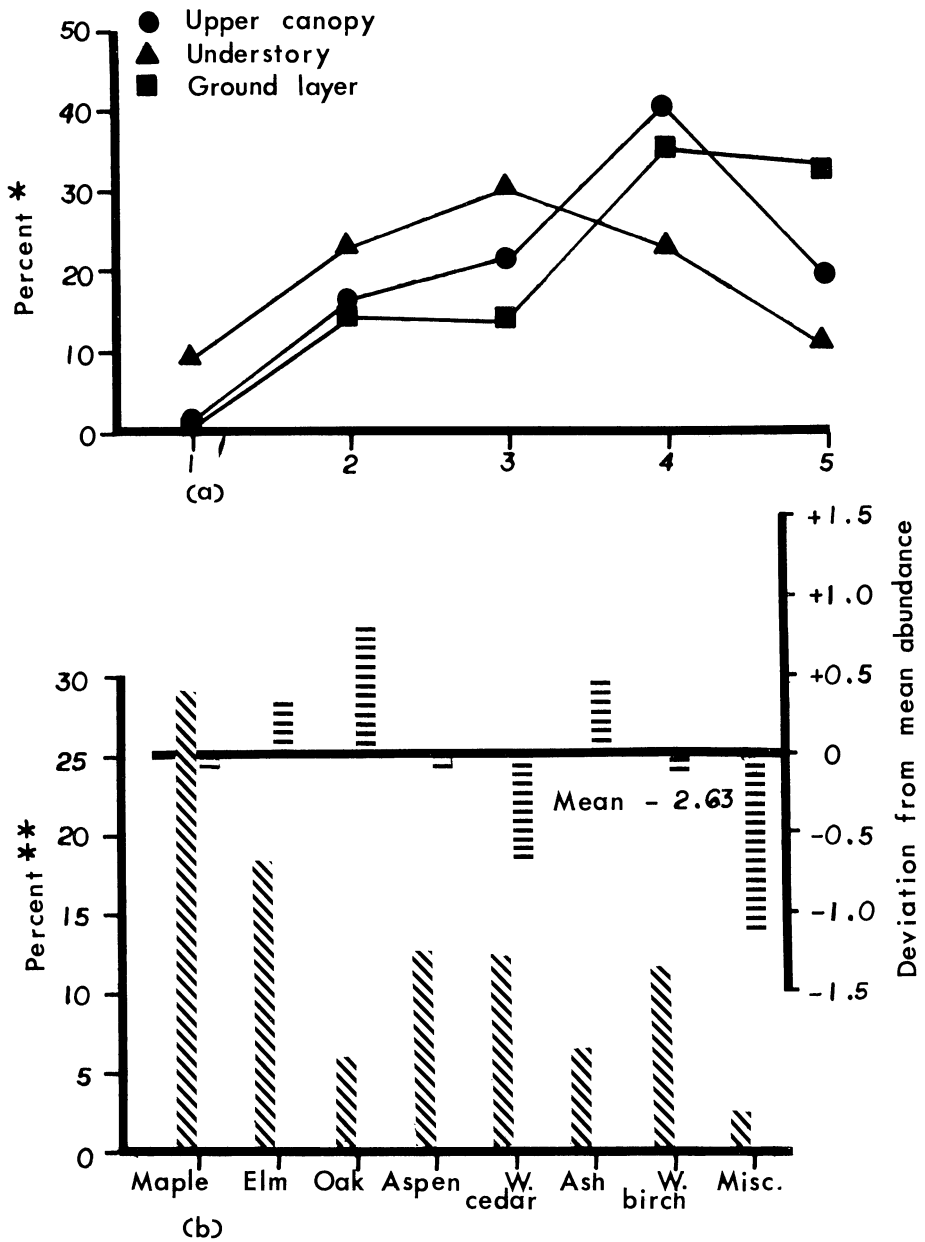 50
Upper canopy
Understory
Ground layer
40
30
20
10
0
Percent *
1 2 3 4 5
(a)
+1.5
+1.0
+0.5
0
-0.5
-1.0
-1.5
Deviation from mean abundance
Mean - 2.63
30
25
20
15
10
5
0
Percent **
Maple Elm Oak Aspen W. cedar Ash W. birch Misc.
(b)